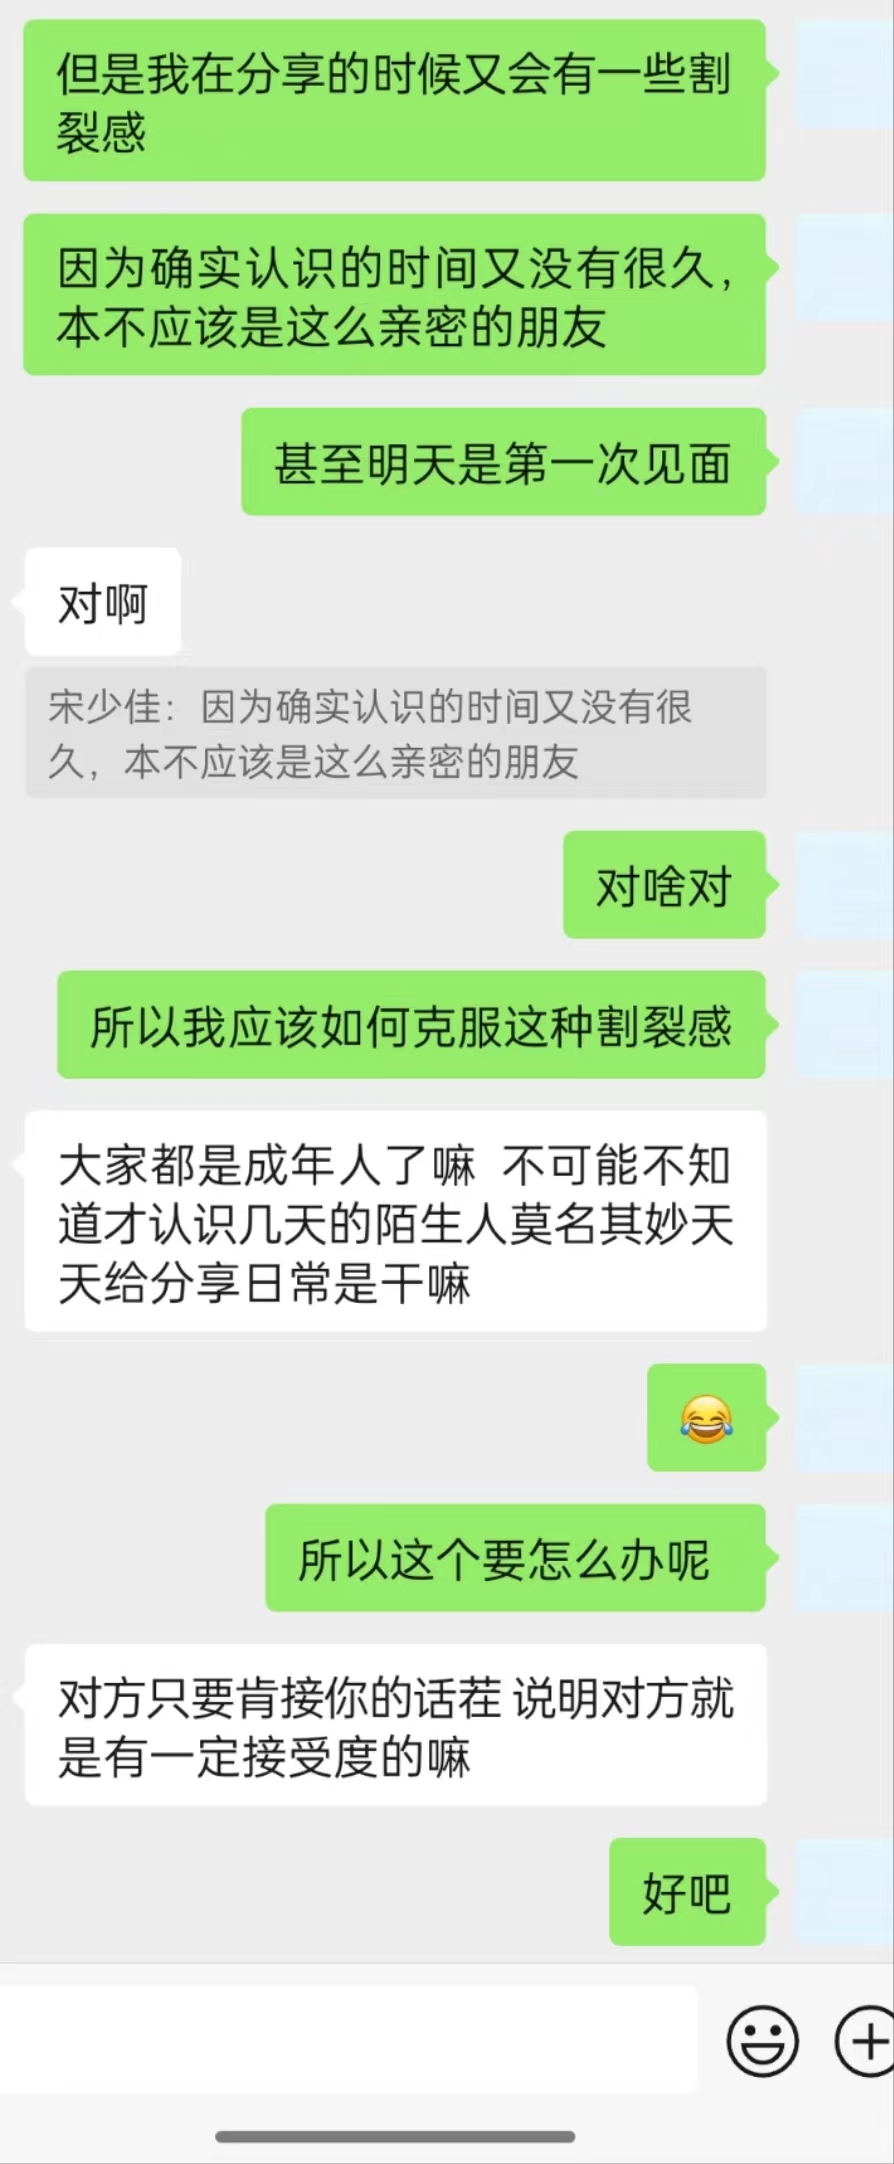 但是我在分享的时候又会有一些割
裂感
因为确实认识的时间又没有很久，
本不应该是这么亲密的朋友
甚至明天是第一次见面
对啊
宋少佳：因为确实认识的时间又没有很
久，本不应该是这么亲密的朋友
对啥对
所以我应该如何克服这种割裂感
大家都是成年人了嘛 不可能不知
道才认识几天的陌生人莫名其妙天
天给分享日常是干嘛
😂
所以这个要怎么办呢
对方只要肯接你的话茬 说明对方就
是有一定接受度的嘛
好吧